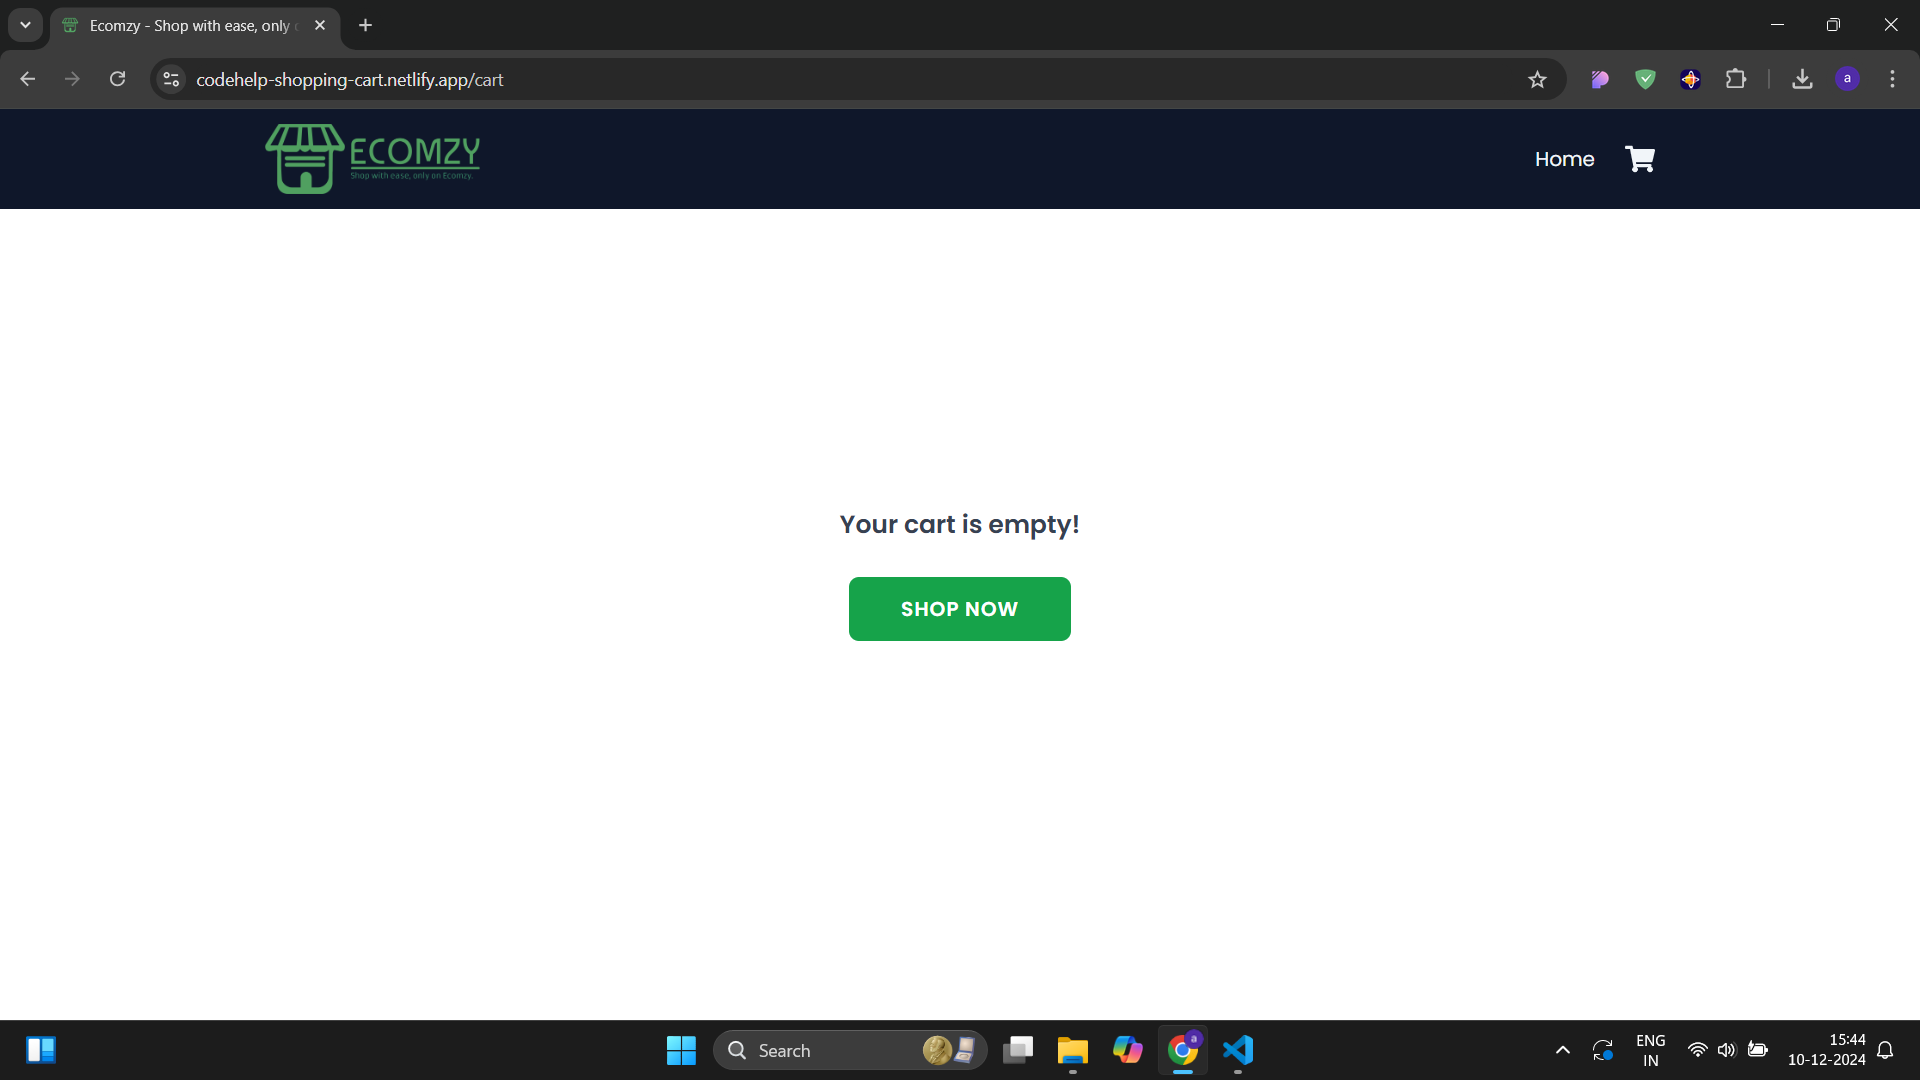 Ecomzy - Shop with ease, only
codehelp-shopping-cart.netlify.app/cart
a
ECOMZY
Shop with ease, only on Ecomzy.
Home
Your cart is empty!
SHOP NOW
Search
a
ENG
IN
15:44
10-12-2024